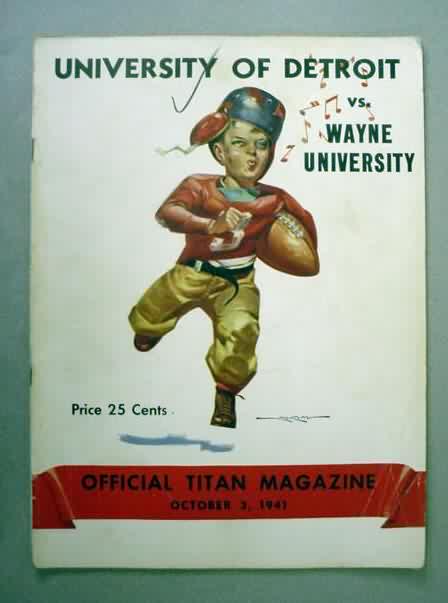 UNIVERSITY OF DETROIT
VS.
WAYNE
UNIVERSITY
Price 25 Cents
OFFICIAL TITAN MAGAZINE
OCTOBER 3, 1941